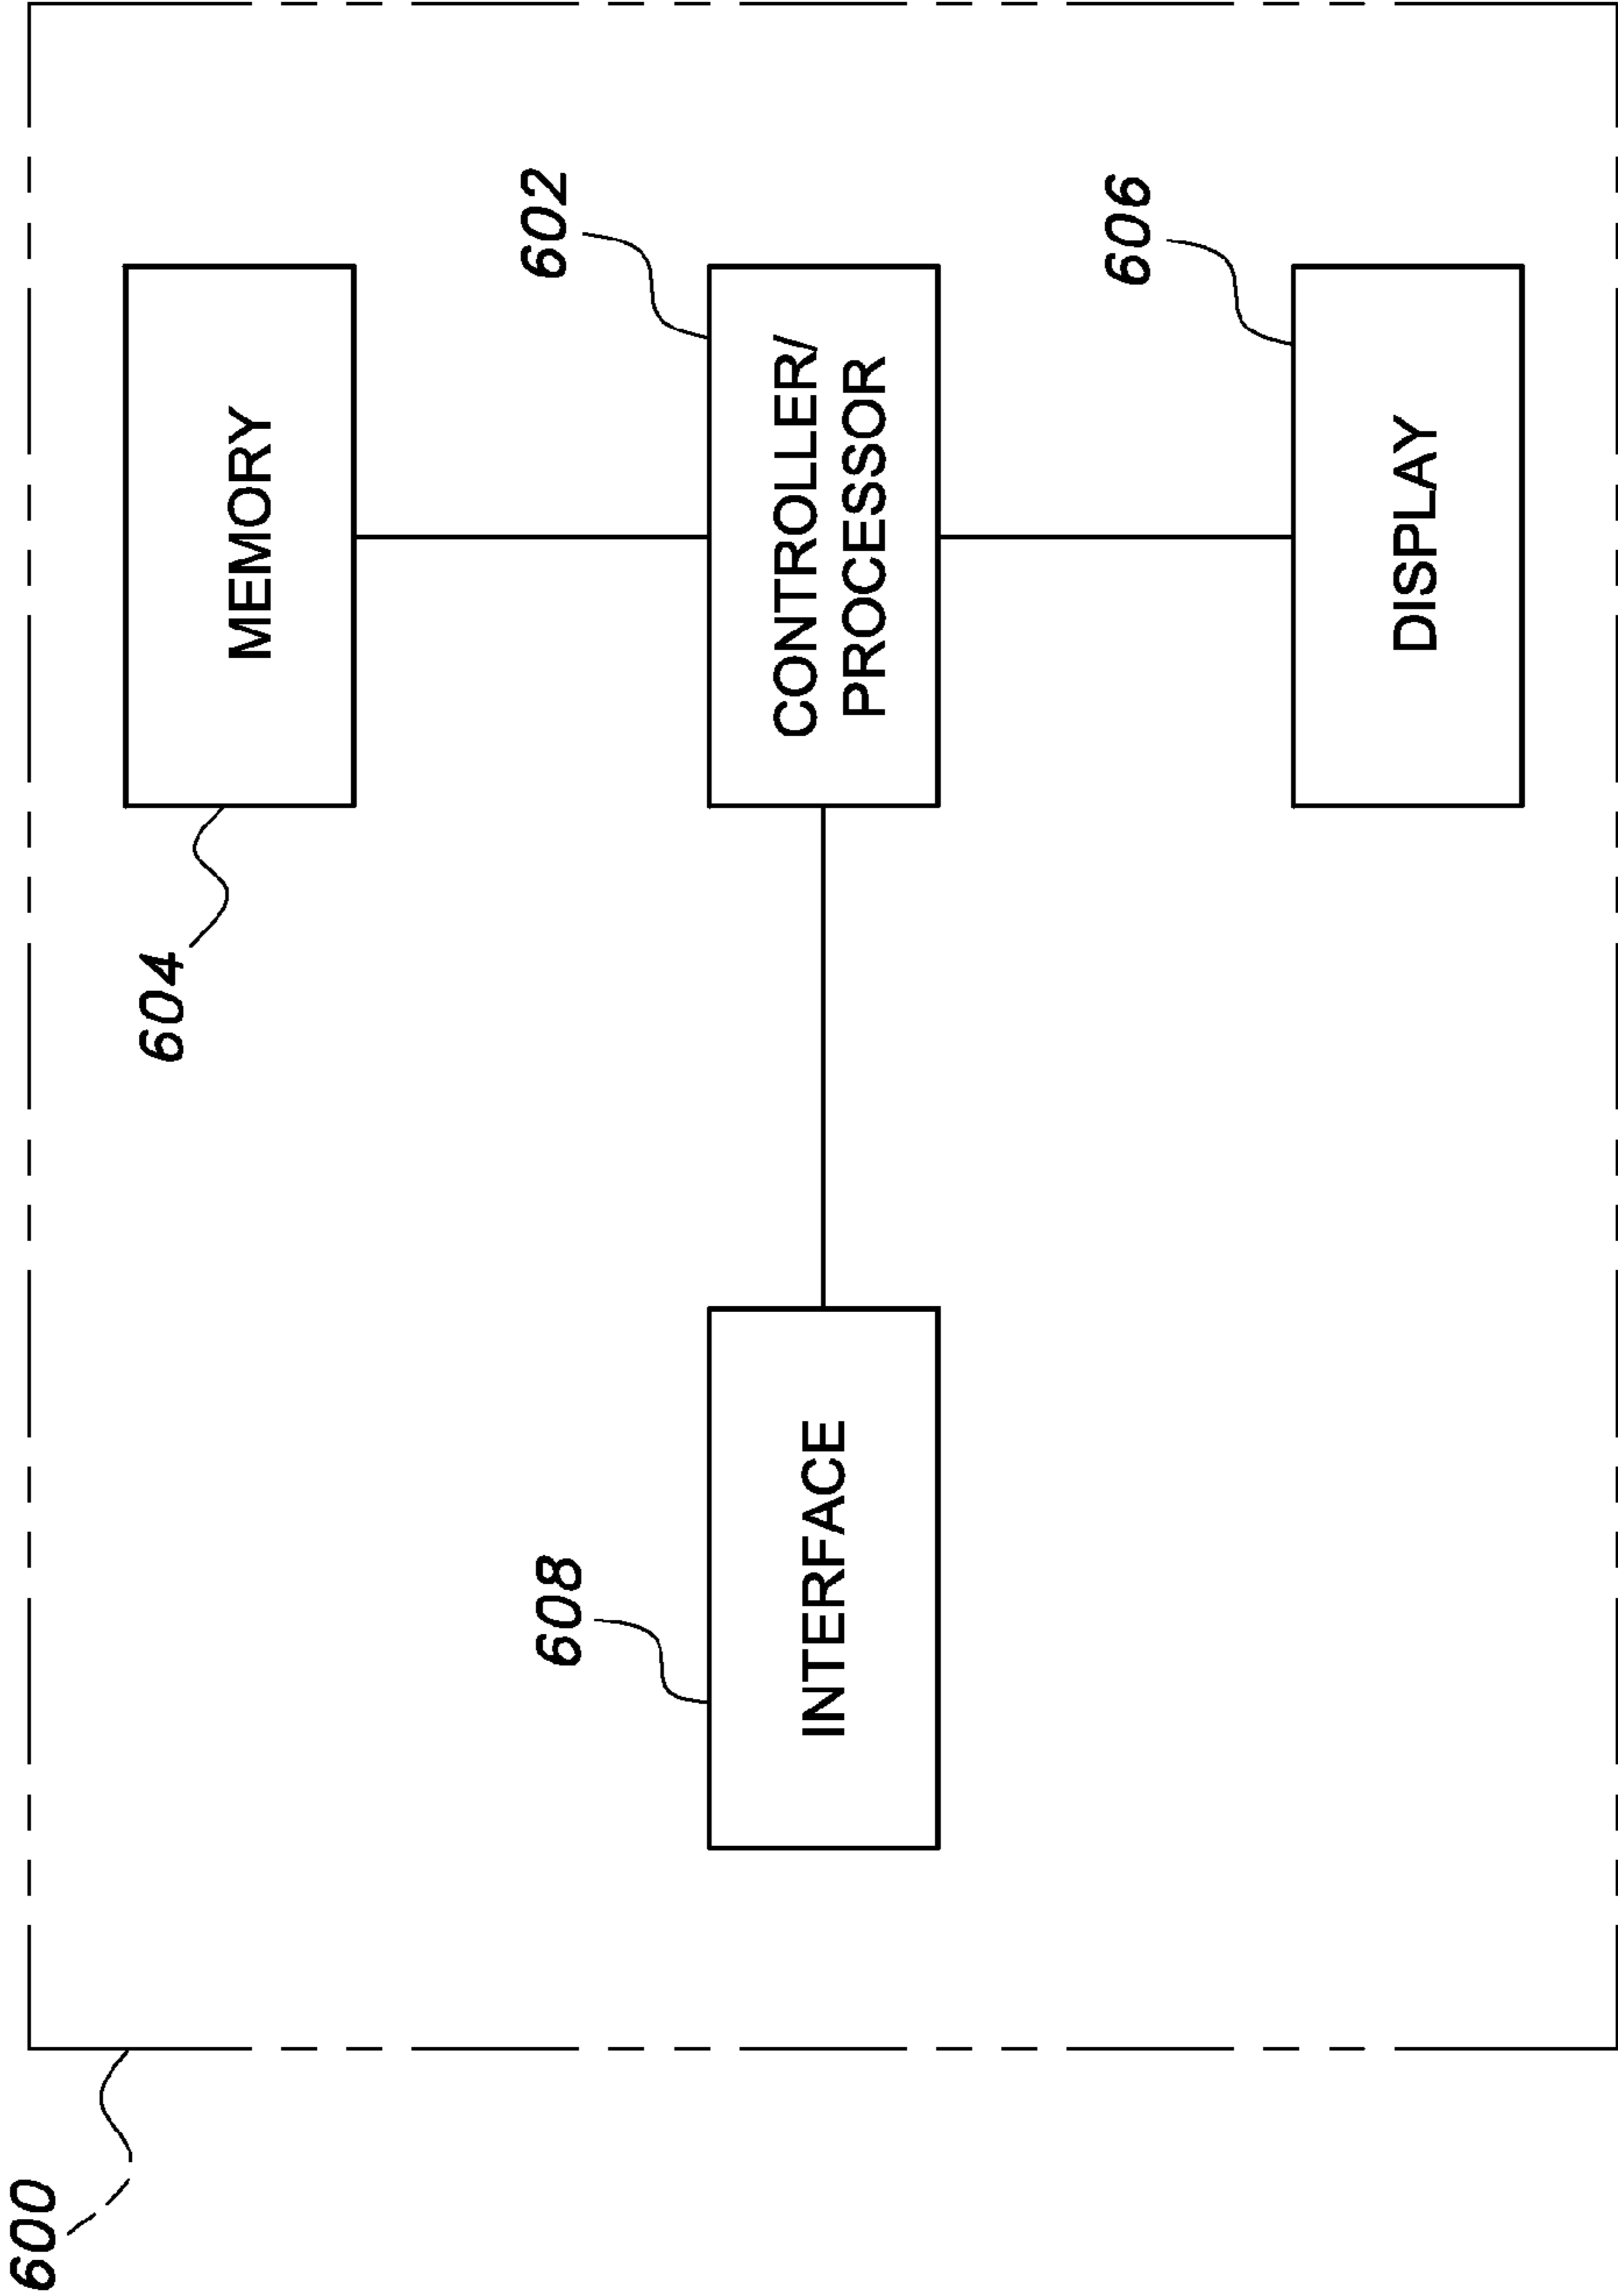 600
604
MEMORY
608
602
INTERFACE
CONTROLLER/
PROCESSOR
606
DISPLAY